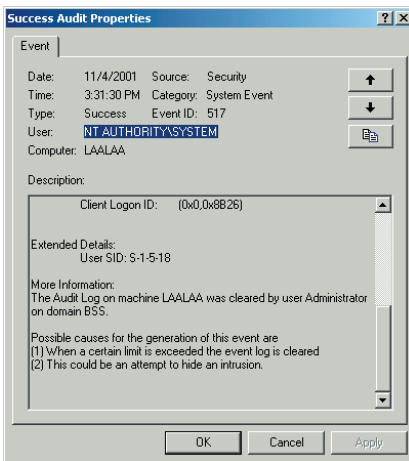 Success Audit Properties
Event
Date: 11/4/2001 Source: Security
Time: 3:31:30 PM Category: System Event
Type: Success Event ID: 517
User: NT AUTHORITY\SYSTEM
Computer: LAALAA
Description:
Client Logon ID: (0x0,0x8B26)
Extended Details:
User SID: S-1-5-18
More Information:
The Audit Log on machine LAALAA was cleared by user Administrator
on domain BSS.
Possible causes for the generation of this event are
(1) When a certain limit is exceeded the event log is cleared
(2) This could be an attempt to hide an intrusion.
OK Cancel Apply